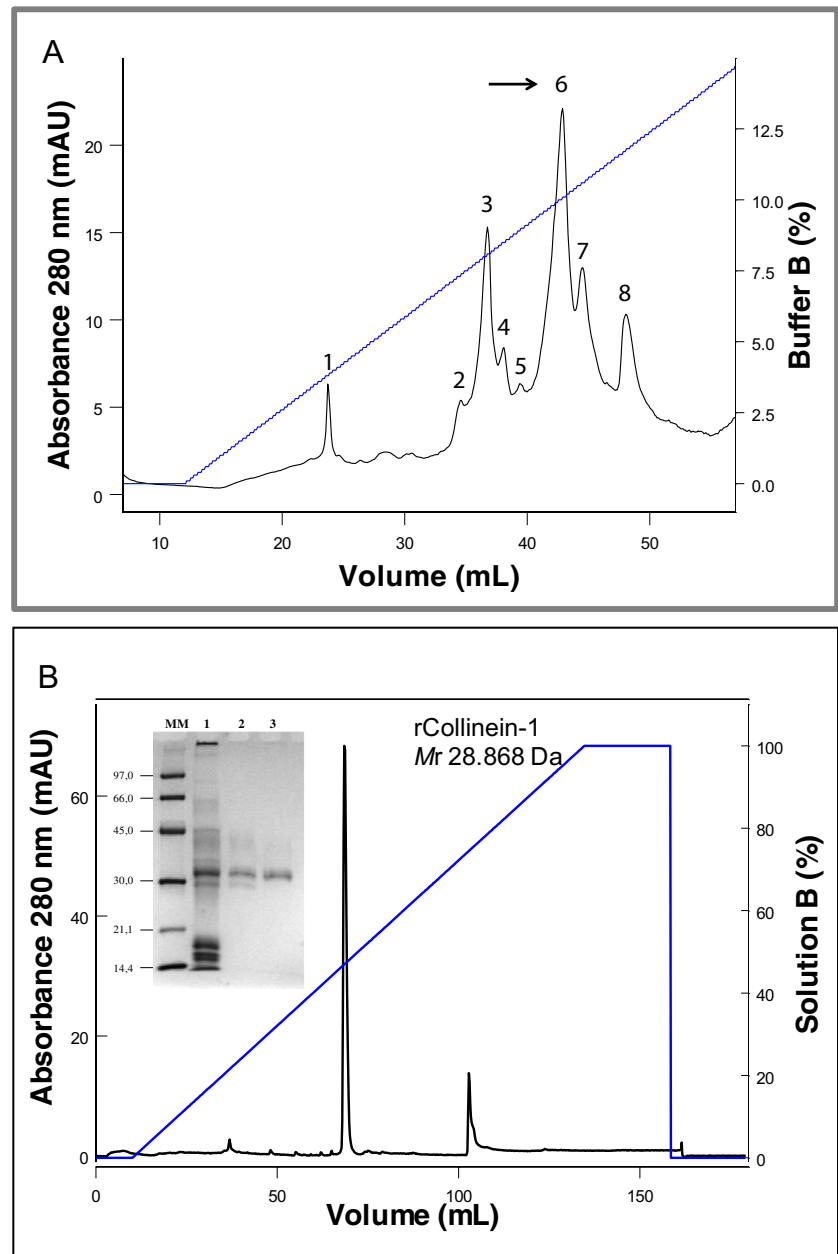 A
Absorbance 280 nm (mAU)
20
15
10
5
0
1
2
3
4
5
6
7
8
12.5
10.0
7.5
5.0
2.5
0.0
Buffer B (%)
10 20 30 40 50
Volume (mL)
B
Absorbance 280 nm (mAU)
60
40
20
0
MM 1 2 3
97,0
66,0
45,0
30,0
21,1
14,4
rCollinein-1
Mr 28.868 Da
100
80
60
40
20
0
Solution B (%)
0 50 100 150
Volume (mL)